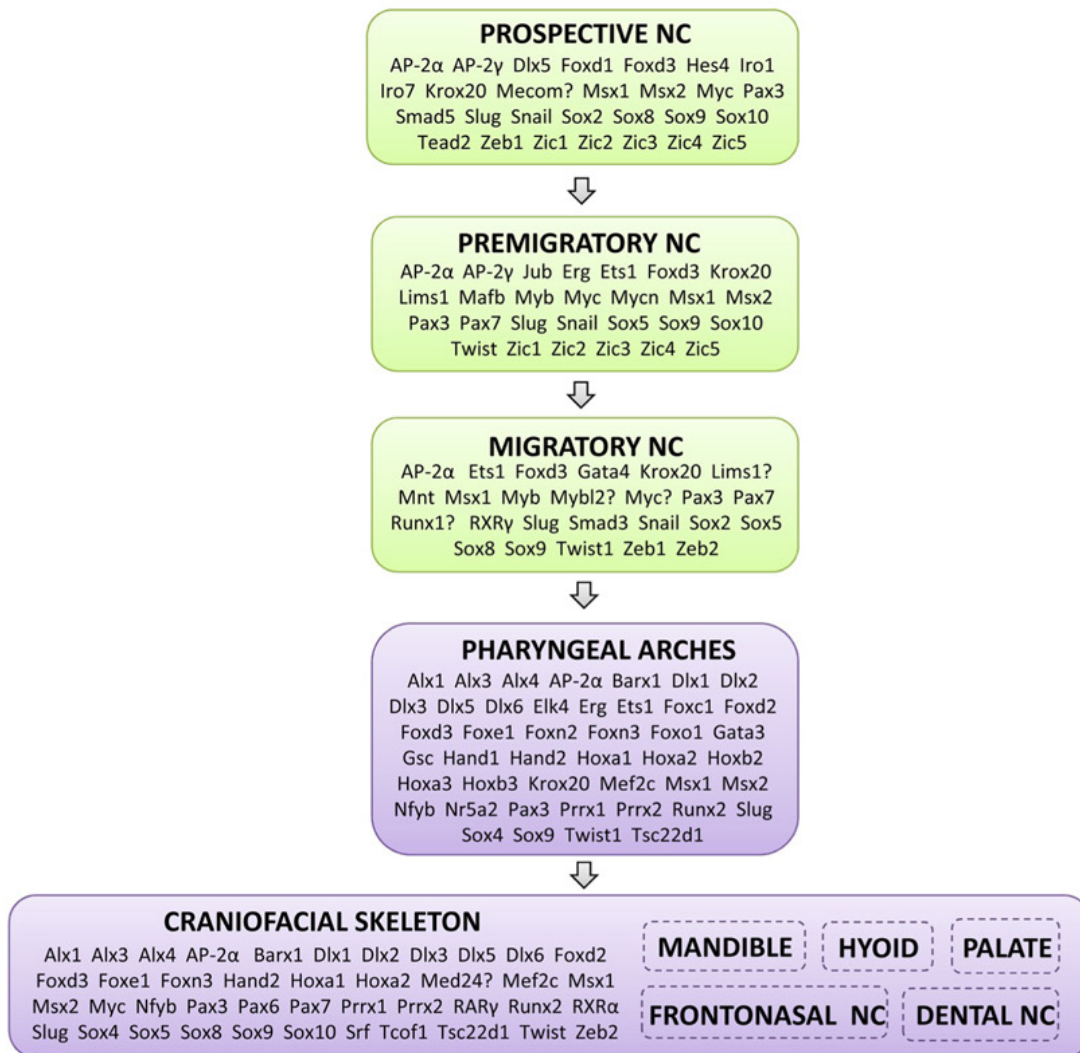 PROSPECTIVE NC
AP-2α AP-2γ Dlx5 Foxd1 Foxd3 Hes4 Iro1
Iro7 Krox20 Mecom? Msx1 Msx2 Myc Pax3
Smad5 Slug Snail Sox2 Sox8 Sox9 Sox10
Tead2 Zeb1 Zic1 Zic2 Zic3 Zic4 Zic5
PREMIGRATORY NC
AP-2α AP-2γ Jub Erg Ets1 Foxd3 Krox20
Lims1 Mafb Myb Myc Mycn Msx1 Msx2
Pax3 Pax7 Slug Snail Sox5 Sox9 Sox10
Twist Zic1 Zic2 Zic3 Zic4 Zic5
MIGRATORY NC
AP-2α Ets1 Foxd3 Gata4 Krox20 Lims1?
Mnt Msx1 Myb Mybl2? Myc? Pax3 Pax7
Runx1? RXRγ Slug Smad3 Snail Sox2 Sox5
Sox8 Sox9 Twist1 Zeb1 Zeb2
PHARYNGEAL ARCHES
Alx1 Alx3 Alx4 AP-2α Barx1 Dlx1 Dlx2
Dlx3 Dlx5 Dlx6 Elk4 Erg Ets1 Foxc1 Foxd2
Foxd3 Foxe1 Foxn2 Foxn3 Foxo1 Gata3
Gsc Hand1 Hand2 Hoxa1 Hoxa2 Hoxb2
Hoxa3 Hoxb3 Krox20 Mef2c Msx1 Msx2
Nfyb Nr5a2 Pax3 Prrx1 Prrx2 Runx2 Slug
Sox4 Sox9 Twist1 Tsc22d1
CRANIOFACIAL SKELETON
Alx1 Alx3 Alx4 AP-2α Barx1 Dlx1 Dlx2 Dlx3 Dlx5 Dlx6 Foxd2
Foxd3 Foxe1 Foxn3 Hand2 Hoxa1 Hoxa2 Med24? Mef2c Msx1
Msx2 Myc Nfyb Pax3 Pax6 Pax7 Prrx1 Prrx2 RARγ Runx2 RXRα
Slug Sox4 Sox5 Sox8 Sox9 Sox10 Srf Tcof1 Tsc22d1 Twist Zeb2
MANDIBLE HYOID PALATE
FRONTONASAL NC DENTAL NC